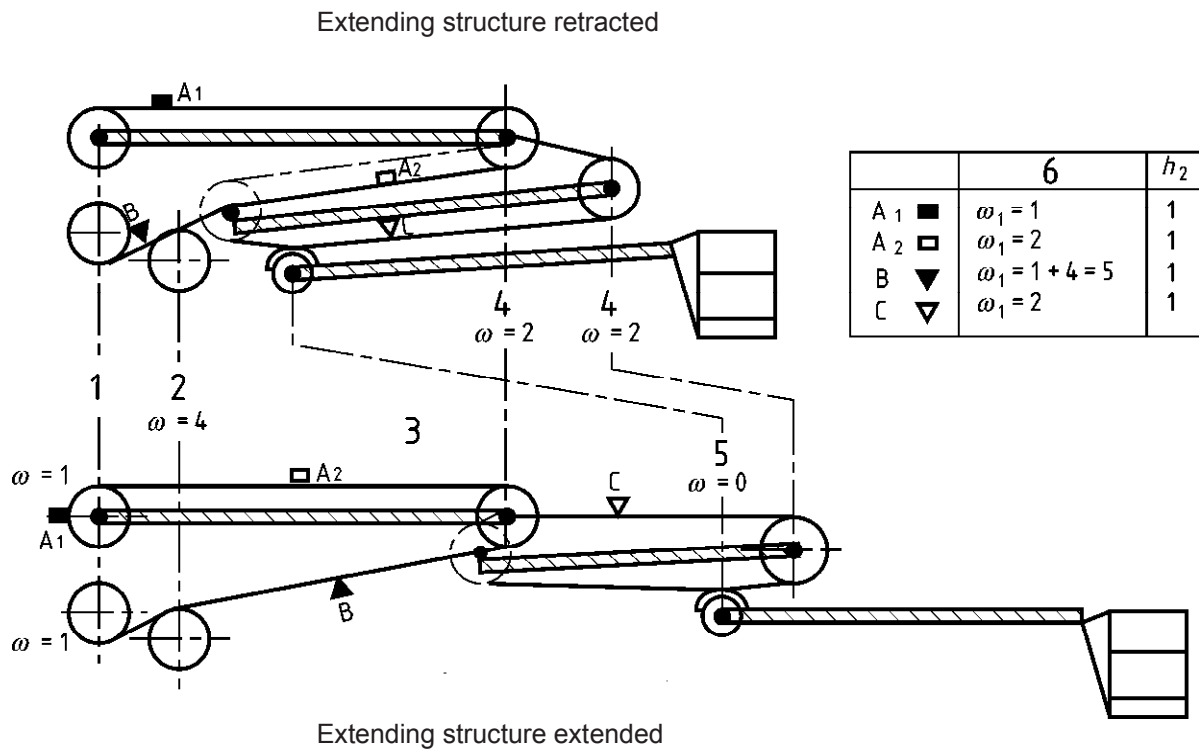 Extending structure retracted
A1
A2
B
C
6 h2
A1 ■ ω1 = 1 1
A2 □ ω1 = 2 1
B ▼ ω1 = 1 + 4 = 5 1
C ▽ ω1 = 2 1
4 4
ω = 2 ω = 2
1 2
ω = 4
3
5
ω = 0
ω = 1
A2
C
A1
B
ω = 1
Extending structure extended